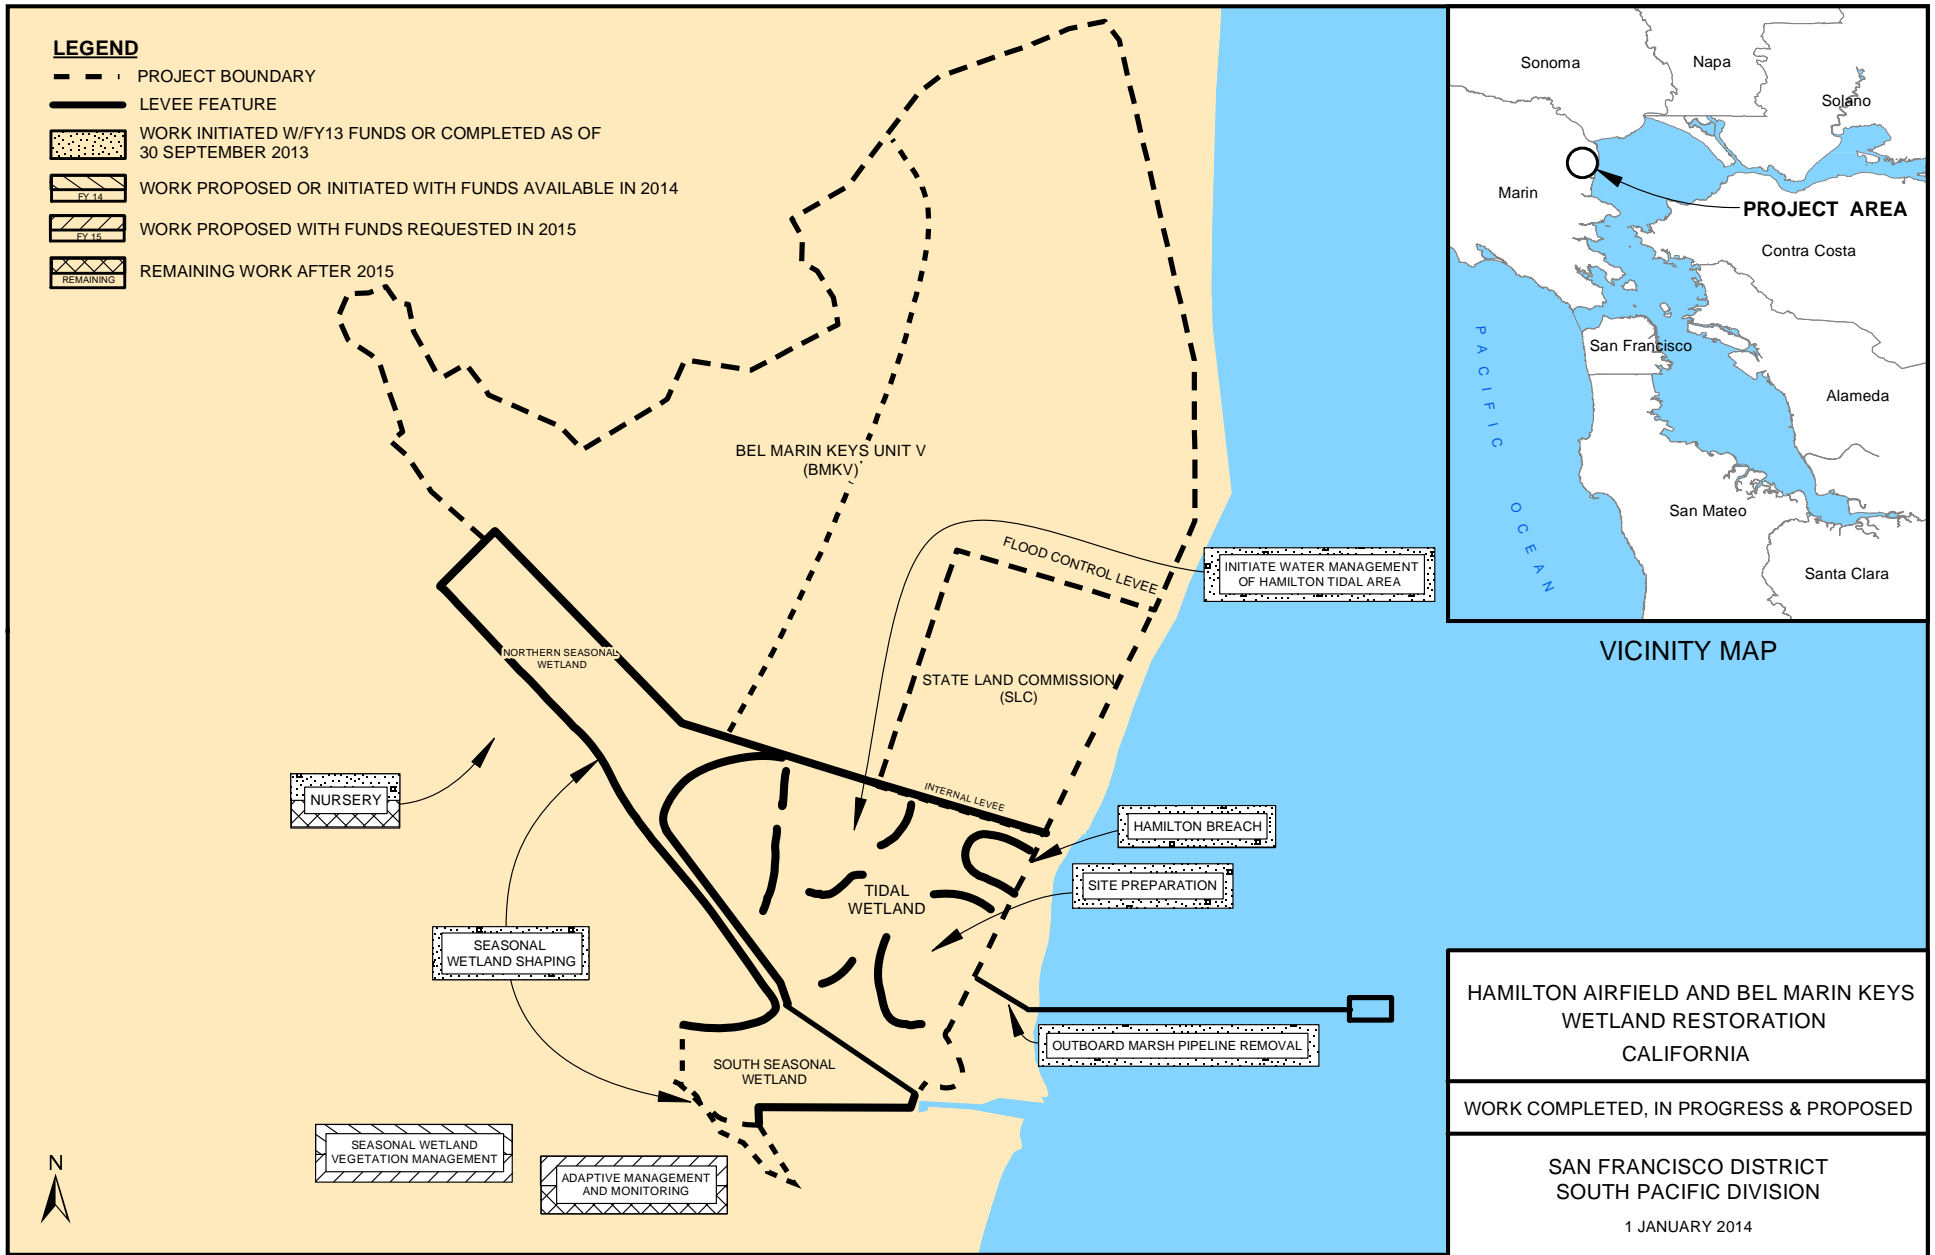 LEGEND
PROJECT BOUNDARY
LEVEE FEATURE
WORK INITIATED W/FY13 FUNDS OR COMPLETED AS OF
30 SEPTEMBER 2013
FY 14
WORK PROPOSED OR INITIATED WITH FUNDS AVAILABLE IN 2014
FY 15
WORK PROPOSED WITH FUNDS REQUESTED IN 2015
REMAINING
REMAINING WORK AFTER 2015
BEL MARIN KEYS UNIT V
(BMKV)
FLOOD CONTROL LEVEE
INITIATE WATER MANAGEMENT
OF HAMILTON TIDAL AREA
NORTHERN SEASONAL
WETLAND
STATE LAND COMMISSION
(SLC)
INTERNAL LEVEE
NURSERY
HAMILTON BREACH
SITE PREPARATION
TIDAL
WETLAND
SEASONAL
WETLAND SHAPING
OUTBOARD MARSH PIPELINE REMOVAL
SOUTH SEASONAL
WETLAND
SEASONAL WETLAND
VEGETATION MANAGEMENT
ADAPTIVE MANAGEMENT
AND MONITORING
N
Sonoma
Napa
Solano
Marin
PROJECT AREA
Contra Costa
San Francisco
PACIFIC OCEAN
Alameda
San Mateo
Santa Clara
VICINITY MAP
HAMILTON AIRFIELD AND BEL MARIN KEYS
WETLAND RESTORATION
CALIFORNIA
WORK COMPLETED, IN PROGRESS & PROPOSED
SAN FRANCISCO DISTRICT
SOUTH PACIFIC DIVISION
1 JANUARY 2014